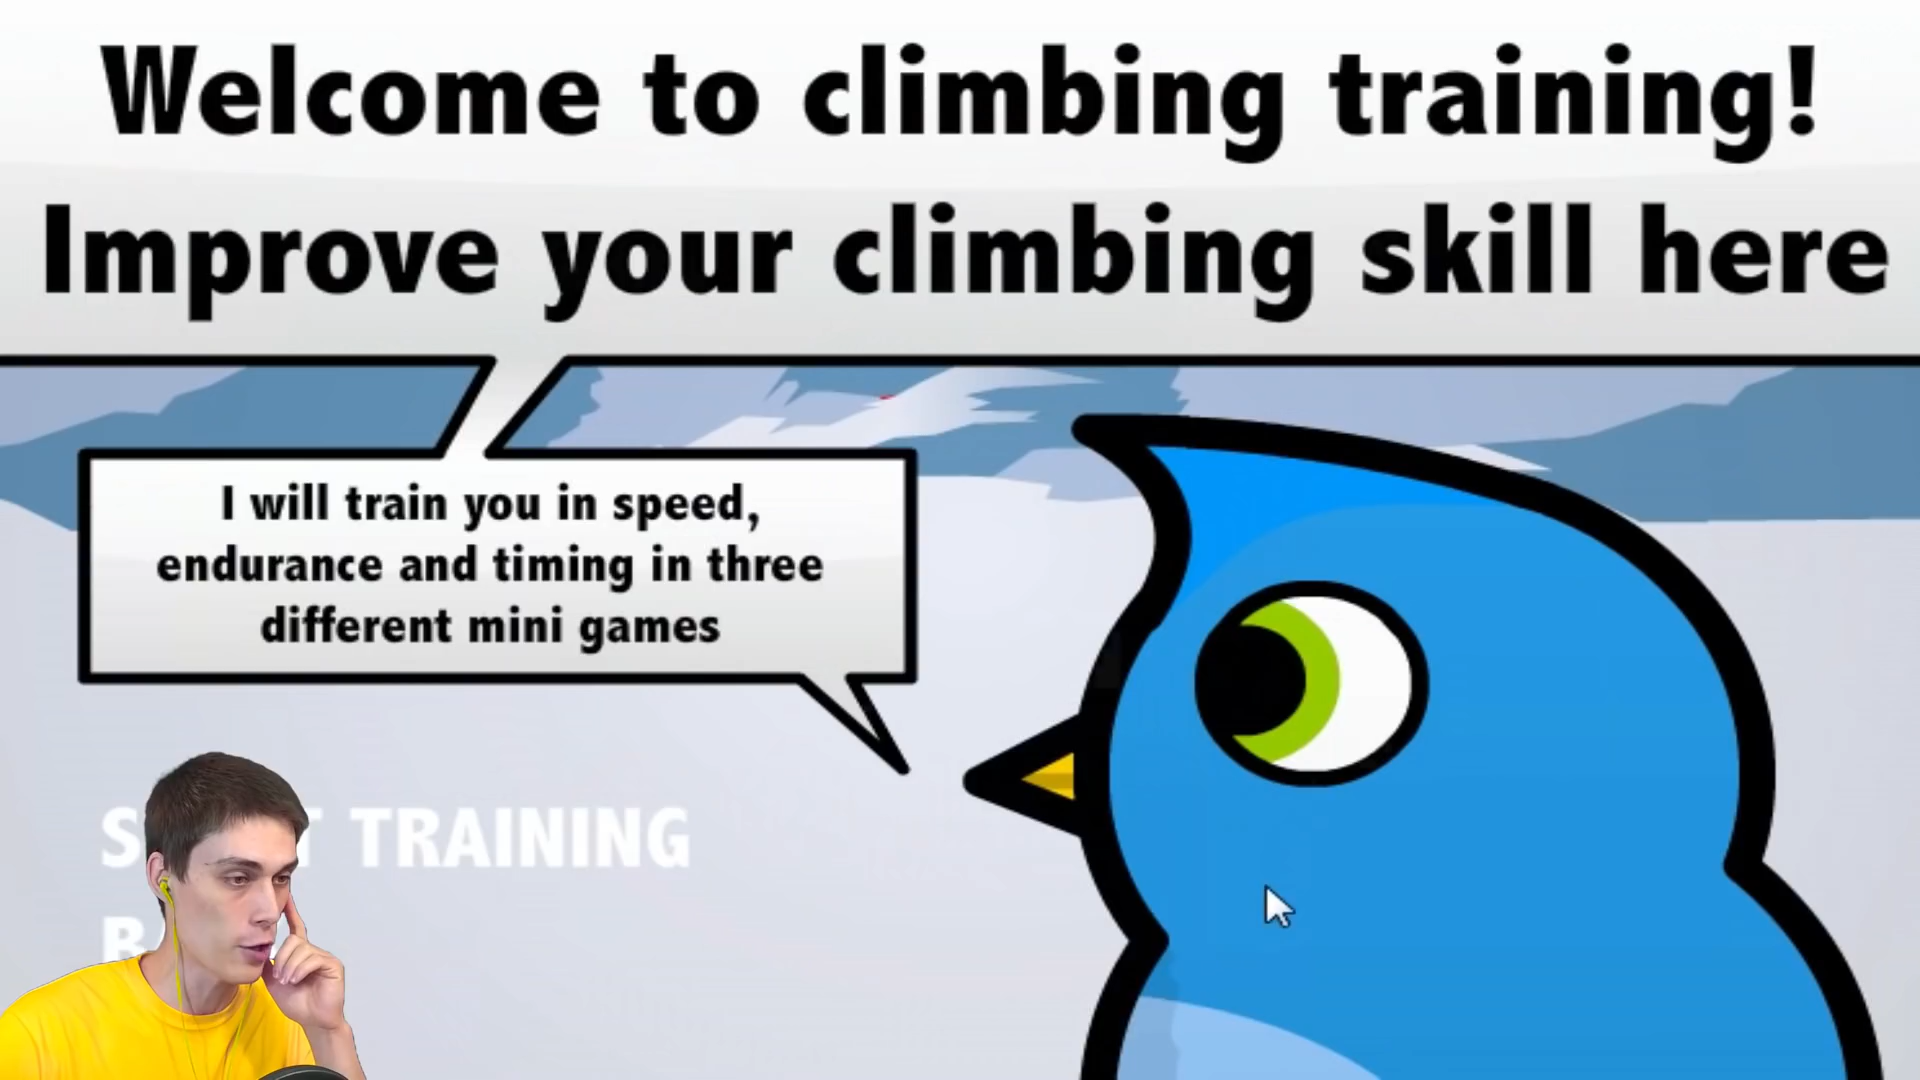 Welcome to climbing training!
Improve your climbing skill here
I will train you in speed,
endurance and timing in three
different mini games
TRAINING